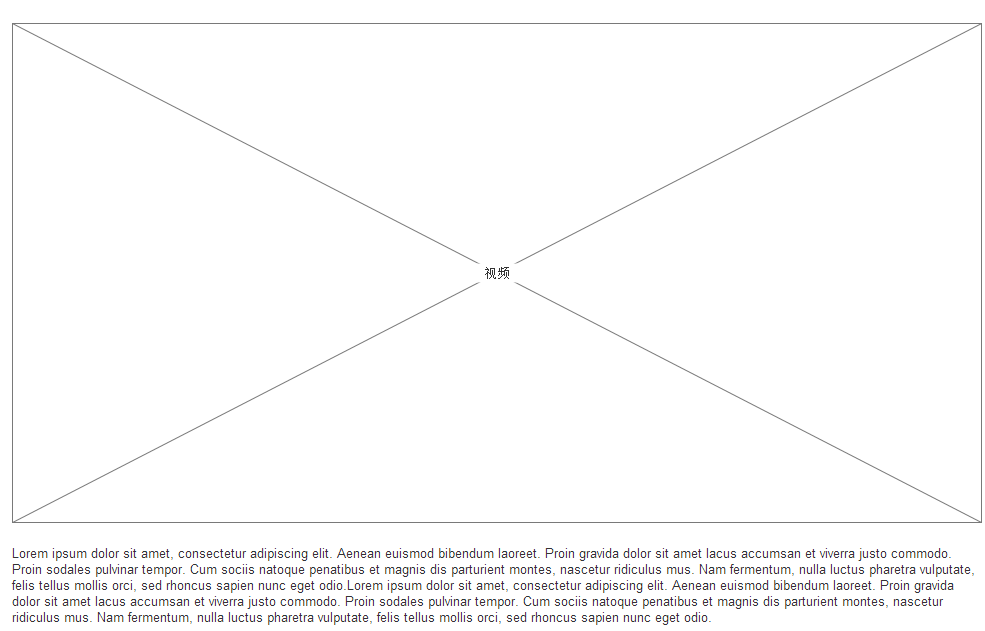 视频
Lorem ipsum dolor sit amet, consectetur adipiscing elit. Aenean euismod bibendum laoreet. Proin gravida dolor sit amet lacus accumsan et viverra justo commodo.
Proin sodales pulvinar tempor. Cum sociis natoque penatibus et magnis dis parturient montes, nascetur ridiculus mus. Nam fermentum, nulla luctus pharetra vulputate,
felis tellus mollis orci, sed rhoncus sapien nunc eget odio.Lorem ipsum dolor sit amet, consectetur adipiscing elit. Aenean euismod bibendum laoreet. Proin gravida
dolor sit amet lacus accumsan et viverra justo commodo. Proin sodales pulvinar tempor. Cum sociis natoque penatibus et magnis dis parturient montes, nascetur
ridiculus mus. Nam fermentum, nulla luctus pharetra vulputate, felis tellus mollis orci, sed rhoncus sapien nunc eget odio.